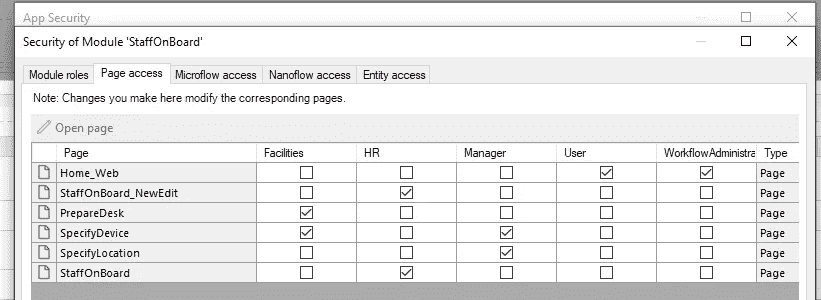 App Security
Security of Module 'StaffOnBoard'
Module roles Page access Microflow access Nanoflow access Entity access
Note: Changes you make here modify the corresponding pages.
Open page
Page Facilities HR Manager User WorkflowAdministra Type
Home_Web Page
StaffOnBoard_NewEdit Page
PrepareDesk Page
SpecifyDevice Page
SpecifyLocation Page
StaffOnBoard Page